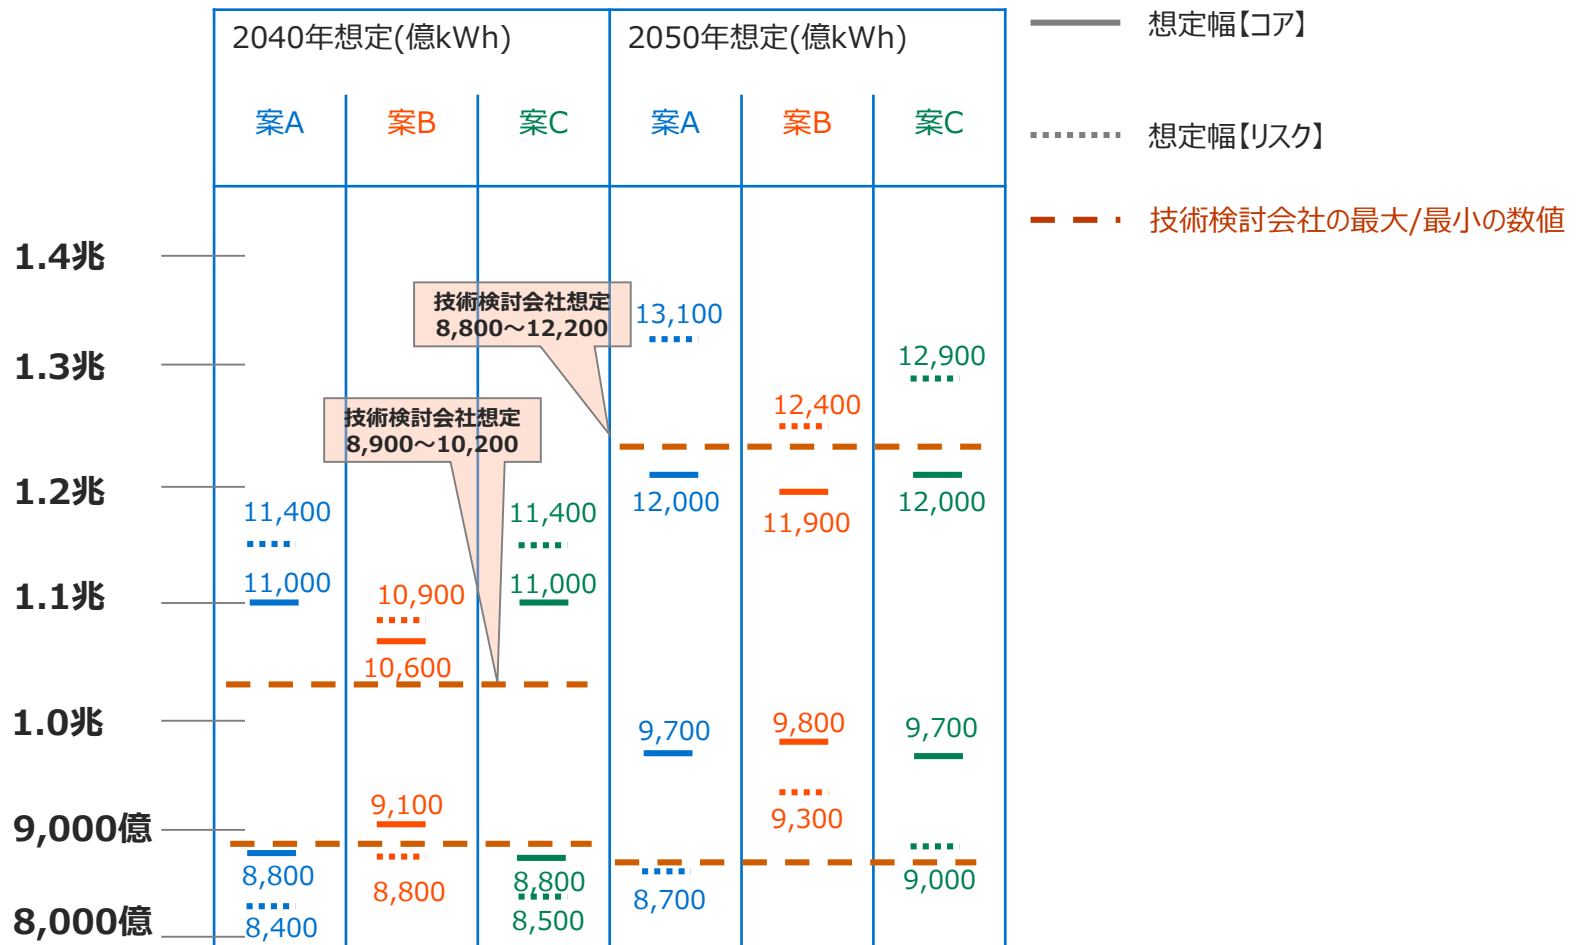 2040年想定(億kWh)
2050年想定(億kWh)
案A
案B
案C
案A
案B
案C
想定幅【コア】
想定幅【リスク】
技術検討会社の最大/最小の数値
1.4兆
1.3兆
1.2兆
1.1兆
1.0兆
9,000億
8,000億
技術検討会社想定
8,800～12,200
技術検討会社想定
8,900～10,200
11,400
11,000
8,800
8,400
10,900
10,600
9,100
8,800
11,400
11,000
8,800
8,500
13,100
12,000
9,700
8,700
12,400
11,900
9,800
9,300
12,900
12,000
9,700
9,000